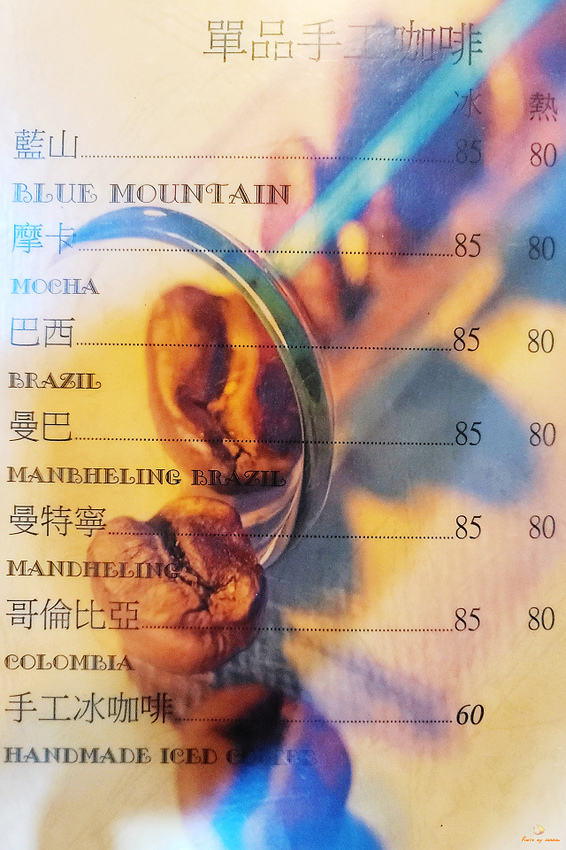 單品手工咖啡
冰 熱
藍山 85 80
BLUE MOUNTAIN
摩卡 85 80
MOCHA
巴西 85 80
BRAZIL
曼巴 85 80
MANBHELING BRAZIL
曼特寧 85 80
MANDHELING
哥倫比亞 85 80
COLOMBIA
手工冰咖啡 60
HANDMADE ICED COFFEE